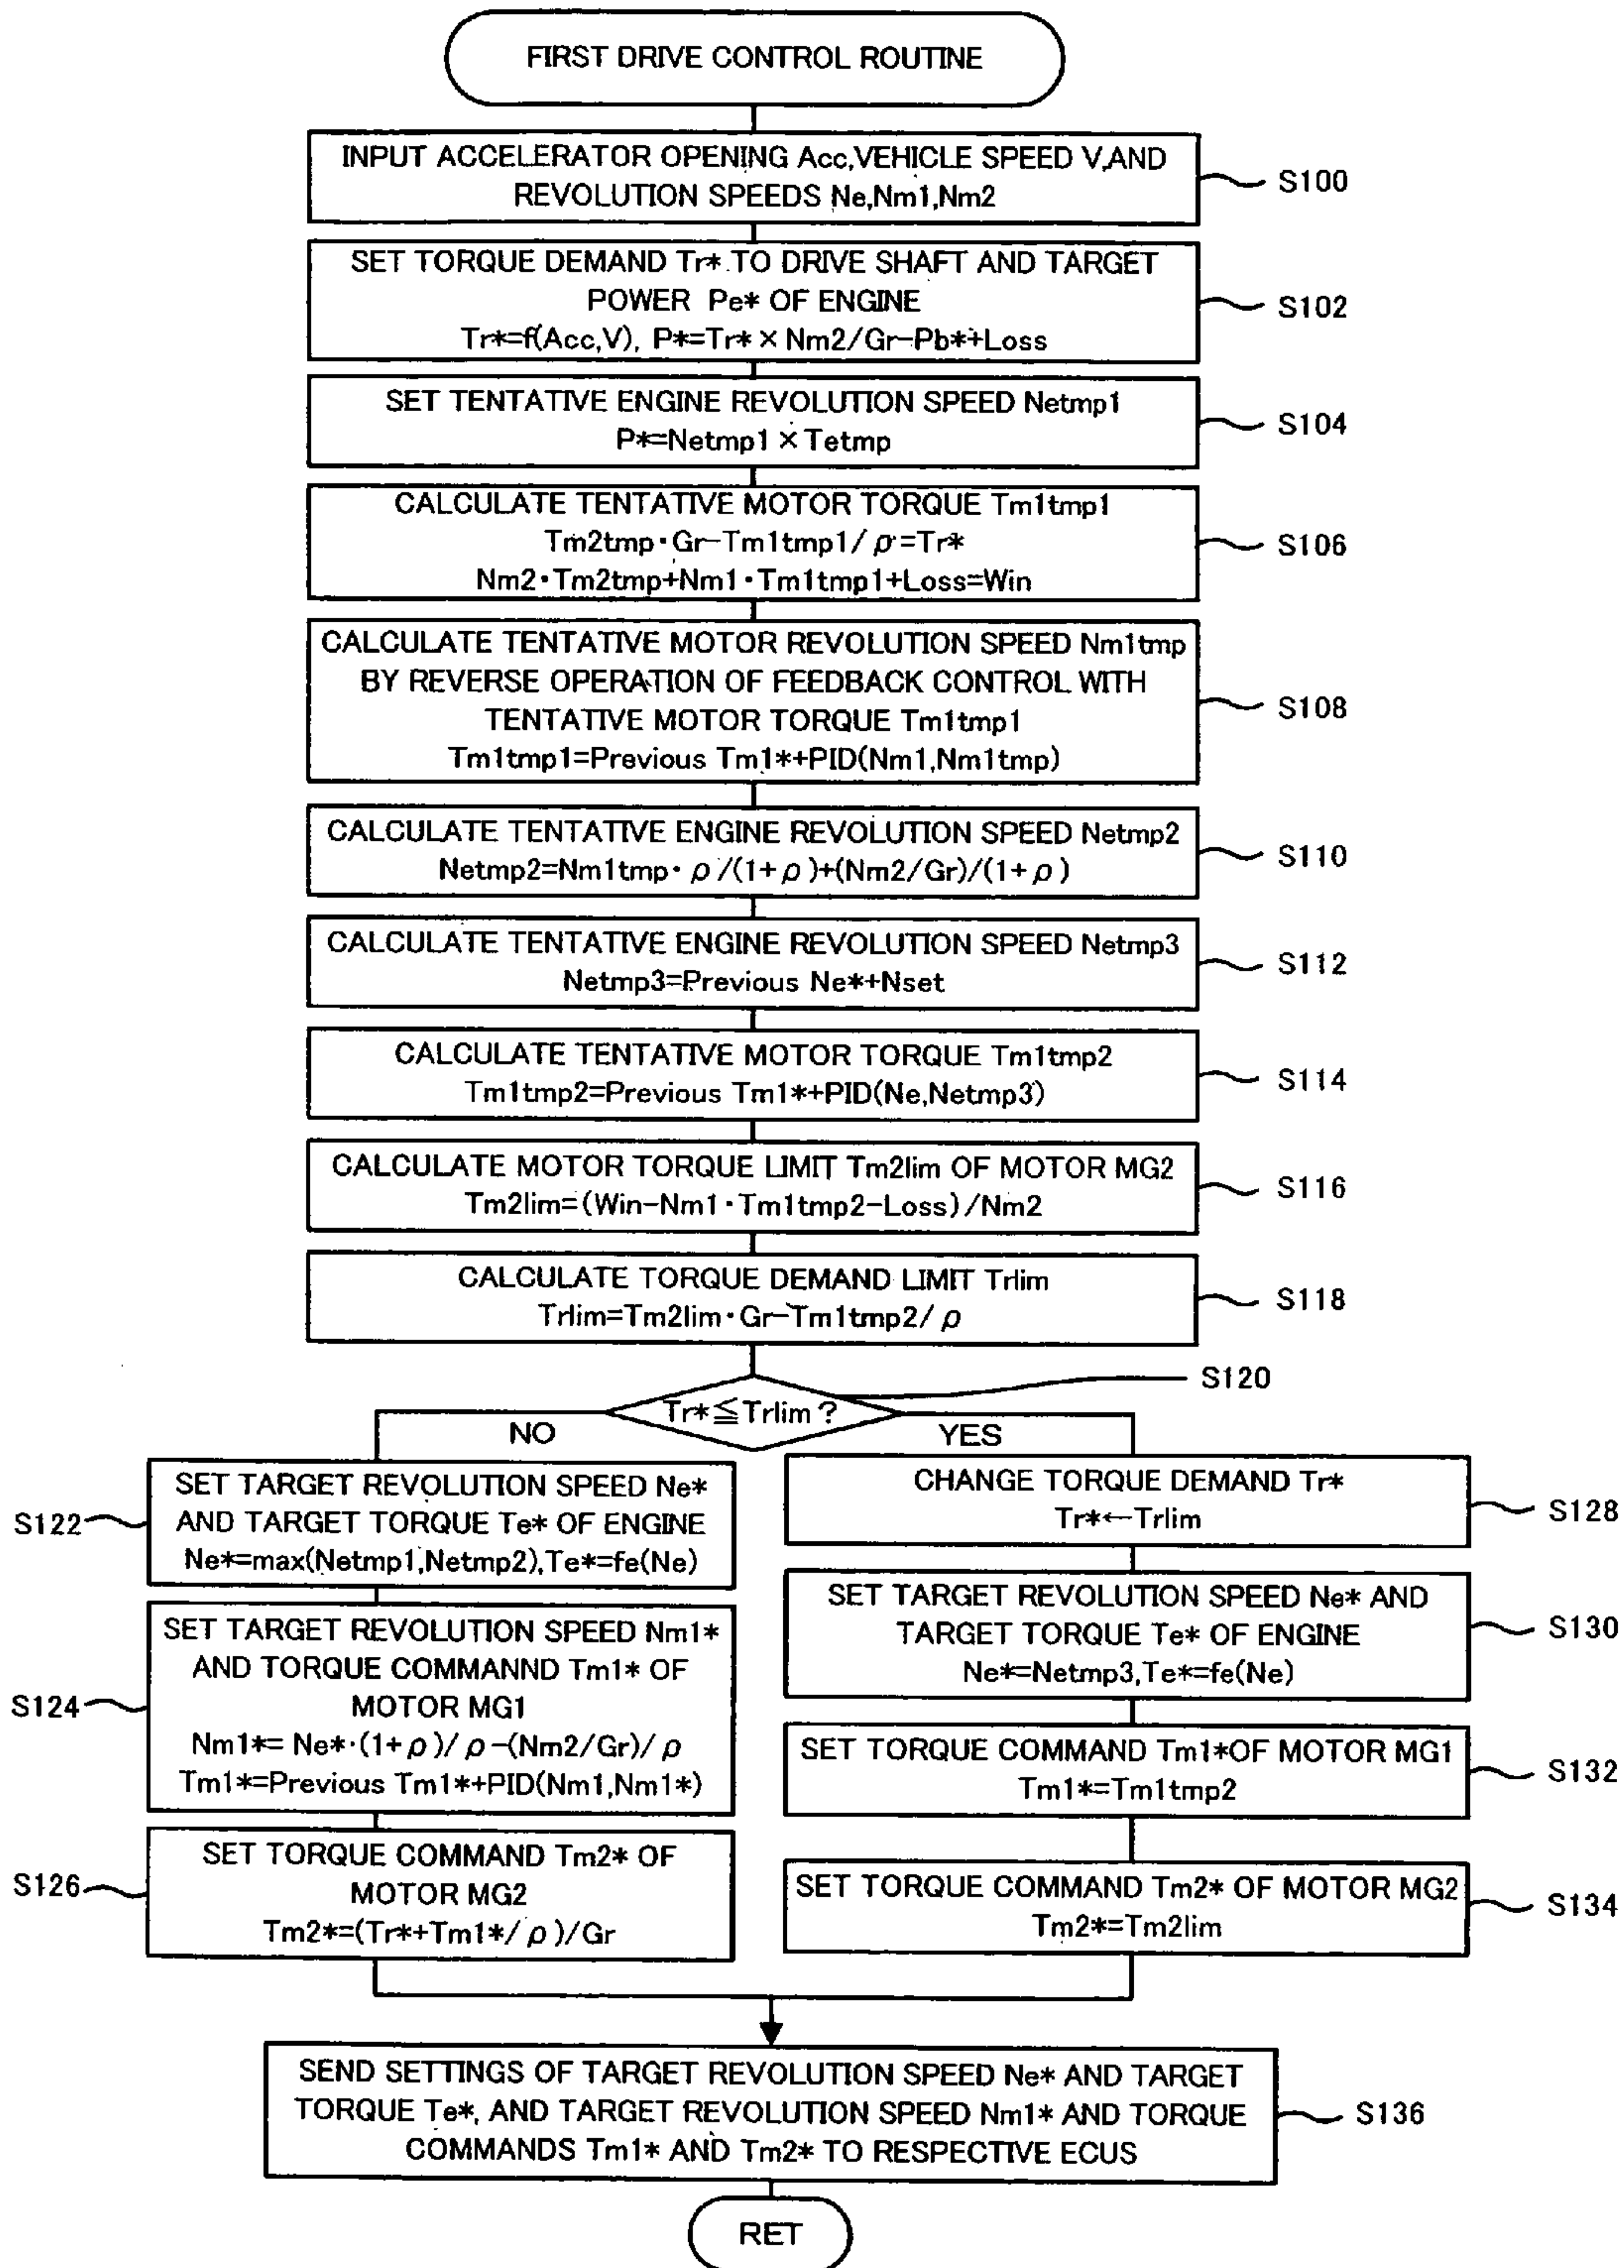 FIRST DRIVE CONTROL ROUTINE
INPUT ACCELERATOR OPENING Acc,VEHICLE SPEED V,AND
REVOLUTION SPEEDS Ne,Nm1,Nm2
S100
SET TORQUE DEMAND Tr* TO DRIVE SHAFT AND TARGET
POWER Pe* OF ENGINE
Tr*=f(Acc,V), P*=Tr* × Nm2/Gr-Pb*+Loss
S102
SET TENTATIVE ENGINE REVOLUTION SPEED Netmp1
P*=Netmp1 × Tetmp
S104
CALCULATE TENTATIVE MOTOR TORQUE Tm1tmp1
Tm2tmp·Gr-Tm1tmp1/ρ=Tr*
Nm2·Tm2tmp+Nm1·Tm1tmp1+Loss=Win
S106
CALCULATE TENTATIVE MOTOR REVOLUTION SPEED Nm1tmp
BY REVERSE OPERATION OF FEEDBACK CONTROL WITH
TENTATIVE MOTOR TORQUE Tm1tmp1
Tm1tmp1=Previous Tm1*+PID(Nm1,Nm1tmp)
S108
CALCULATE TENTATIVE ENGINE REVOLUTION SPEED Netmp2
Netmp2=Nm1tmp·ρ/(1+ρ)+(Nm2/Gr)/(1+ρ)
S110
CALCULATE TENTATIVE ENGINE REVOLUTION SPEED Netmp3
Netmp3=Previous Ne*+Nset
S112
CALCULATE TENTATIVE MOTOR TORQUE Tm1tmp2
Tm1tmp2=Previous Tm1*+PID(Ne,Netmp3)
S114
CALCULATE MOTOR TORQUE LIMIT Tm2lim OF MOTOR MG2
Tm2lim=(Win-Nm1·Tm1tmp2-Loss)/Nm2
S116
CALCULATE TORQUE DEMAND LIMIT Trlim
Trlim=Tm2lim·Gr-Tm1tmp2/ρ
S118
S120
Tr*≦Trlim?
NO
YES
SET TARGET REVOLUTION SPEED Ne*
AND TARGET TORQUE Te* OF ENGINE
Ne*=max(Netmp1,Netmp2),Te*=fe(Ne)
S122
SET TARGET REVOLUTION SPEED Nm1*
AND TORQUE COMMANND Tm1* OF
MOTOR MG1
Nm1*= Ne*·(1+ρ)/ρ-(Nm2/Gr)/ρ
Tm1*=Previous Tm1*+PID(Nm1,Nm1*)
S124
SET TORQUE COMMAND Tm2* OF
MOTOR MG2
Tm2*=(Tr*+Tm1*/ρ)/Gr
S126
CHANGE TORQUE DEMAND Tr*
Tr*←Trlim
S128
SET TARGET REVOLUTION SPEED Ne* AND
TARGET TORQUE Te* OF ENGINE
Ne*=Netmp3,Te*=fe(Ne)
S130
SET TORQUE COMMAND Tm1*OF MOTOR MG1
Tm1*=Tm1tmp2
S132
SET TORQUE COMMAND Tm2* OF MOTOR MG2
Tm2*=Tm2lim
S134
SEND SETTINGS OF TARGET REVOLUTION SPEED Ne* AND TARGET
TORQUE Te*, AND TARGET REVOLUTION SPEED Nm1* AND TORQUE
COMMANDS Tm1* AND Tm2* TO RESPECTIVE ECUS
S136
RET